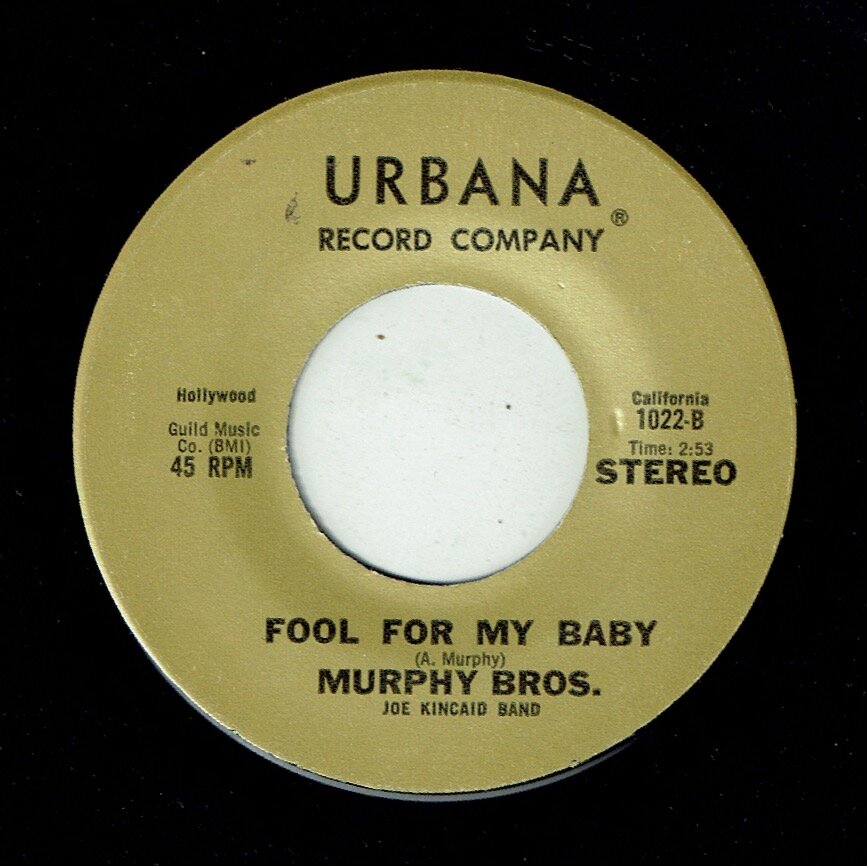 URBANA
RECORD COMPANY ®
Hollywood
Guild Music
Co. (BMI)
45 RPM
California
1022-B
Time: 2:53
STEREO
FOOL FOR MY BABY
(A. Murphy)
MURPHY BROS.
JOE KINCAID BAND